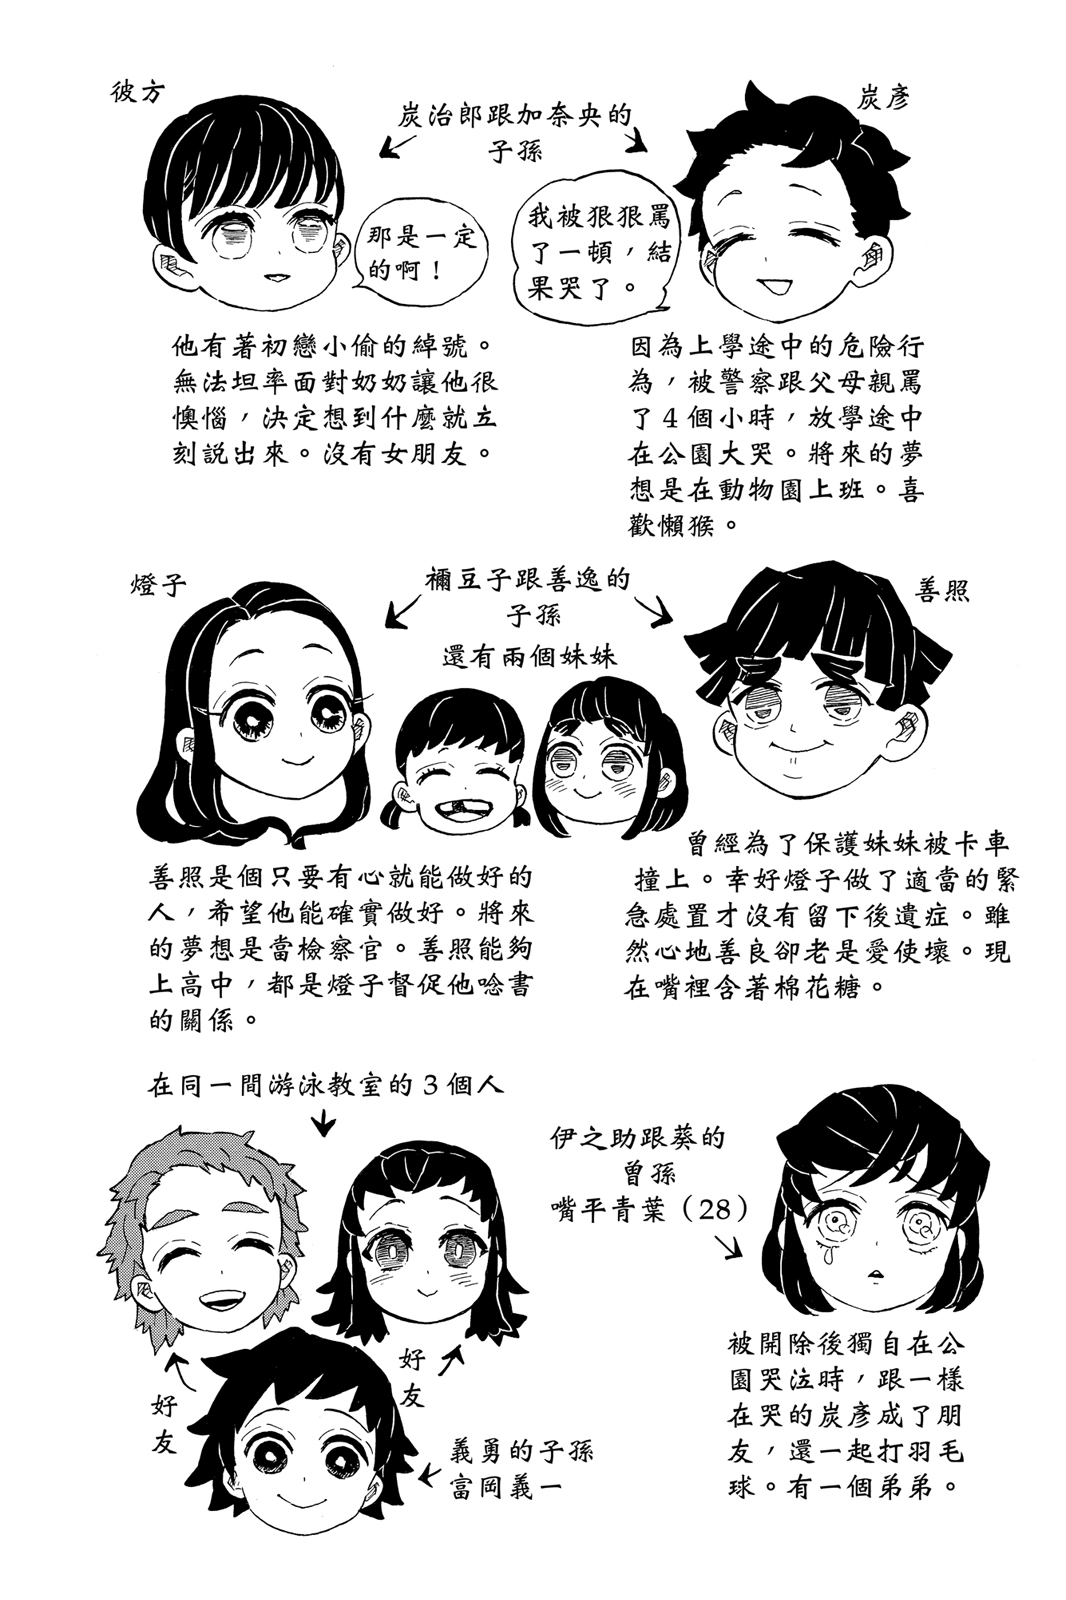 彼方
炭治郎跟加奈央的
子孫
炭彥
那是一定
的啊！
我被狠狠罵
了一頓，結
果哭了。
他有著初戀小偷的綽號。
無法坦率面對奶奶讓他很
懊惱，決定想到什麼就立
刻說出來。沒有女朋友。
因為上學途中的危險行
為，被警察跟父母親罵
了4個小時，放學途中
在公園大哭。將來的夢
想是在動物園上班。喜
歡懶猴。
燈子
禰豆子跟善逸的
子孫
還有兩個妹妹
善照
善照是個只要有心就能做好的
人，希望他能確實做好。將來
的夢想是當檢察官。善照能夠
上高中，都是燈子督促他唸書
的關係。
曾經為了保護妹妹被卡車
撞上。幸好燈子做了適當的緊
急處置才沒有留下後遺症。雖
然心地善良卻老是愛使壞。現
在嘴裡含著棉花糖。
在同一間游泳教室的3個人
好友
好友
義勇的子孫
富岡義一
伊之助跟葵的
曾孫
嘴平青葉（28）
被開除後獨自在公
園哭泣時，跟一樣
在哭的炭彥成了朋
友，還一起打羽毛
球。有一個弟弟。